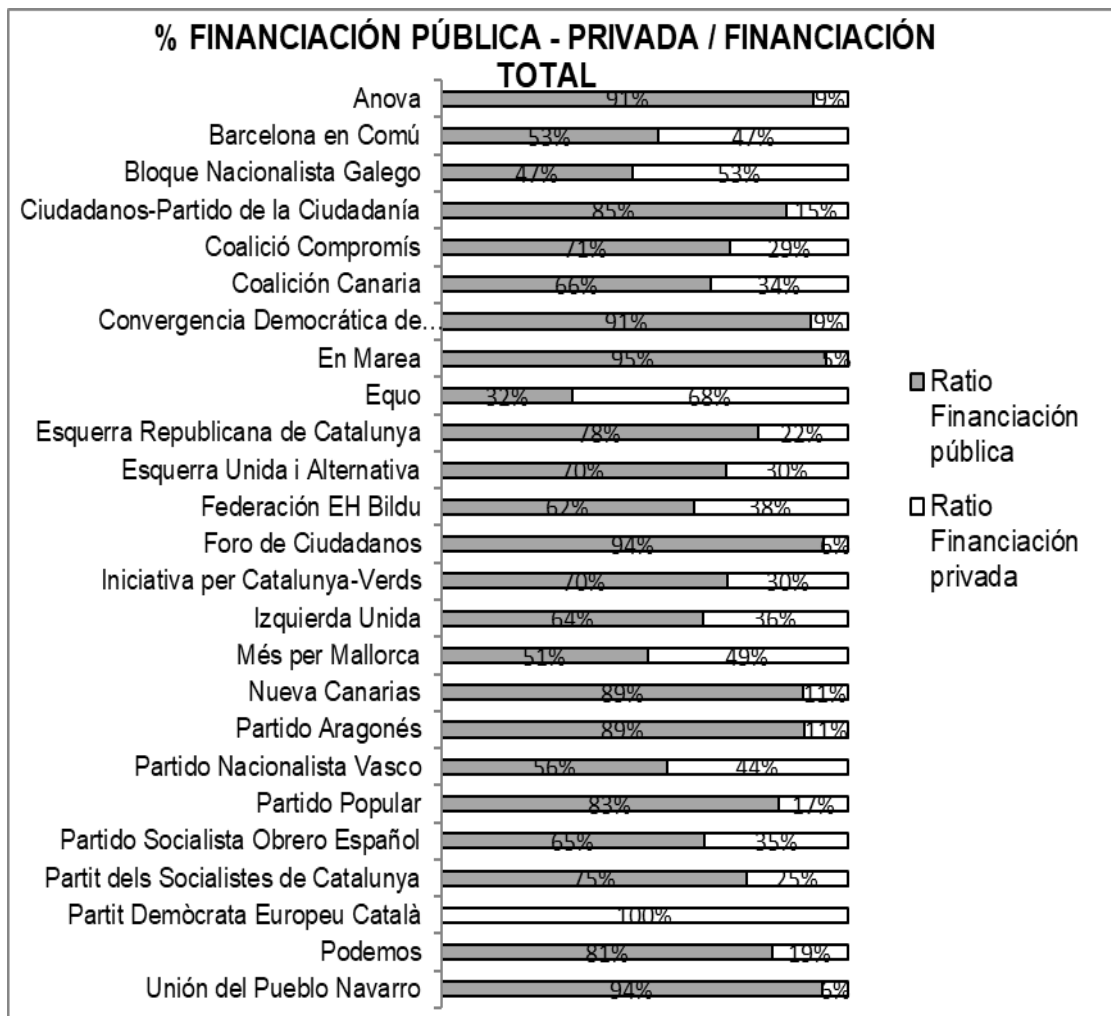 % FINANCIACIÓN PÚBLICA - PRIVADA / FINANCIACIÓN
TOTAL
Anova 91% 9%
Barcelona en Comú 53% 47%
Bloque Nacionalista Galego 47% 53%
Ciudadanos-Partido de la Ciudadanía 85% 15%
Coalició Compromís 71% 29%
Coalición Canaria 66% 34%
Convergencia Democrática de... 91% 9%
En Marea 95% 5%
Equo 32% 68%
Esquerra Republicana de Catalunya 78% 22%
Esquerra Unida i Alternativa 70% 30%
Federación EH Bildu 62% 38%
Foro de Ciudadanos 94% 6%
Iniciativa per Catalunya-Verds 70% 30%
Izquierda Unida 64% 36%
Més per Mallorca 51% 49%
Nueva Canarias 89% 11%
Partido Aragonés 89% 11%
Partido Nacionalista Vasco 56% 44%
Partido Popular 83% 17%
Partido Socialista Obrero Español 65% 35%
Partit dels Socialistes de Catalunya 75% 25%
Partit Demòcrata Europeu Català 100%
Podemos 81% 19%
Unión del Pueblo Navarro 94% 6%
Ratio
Financiación
pública
Ratio
Financiación
privada